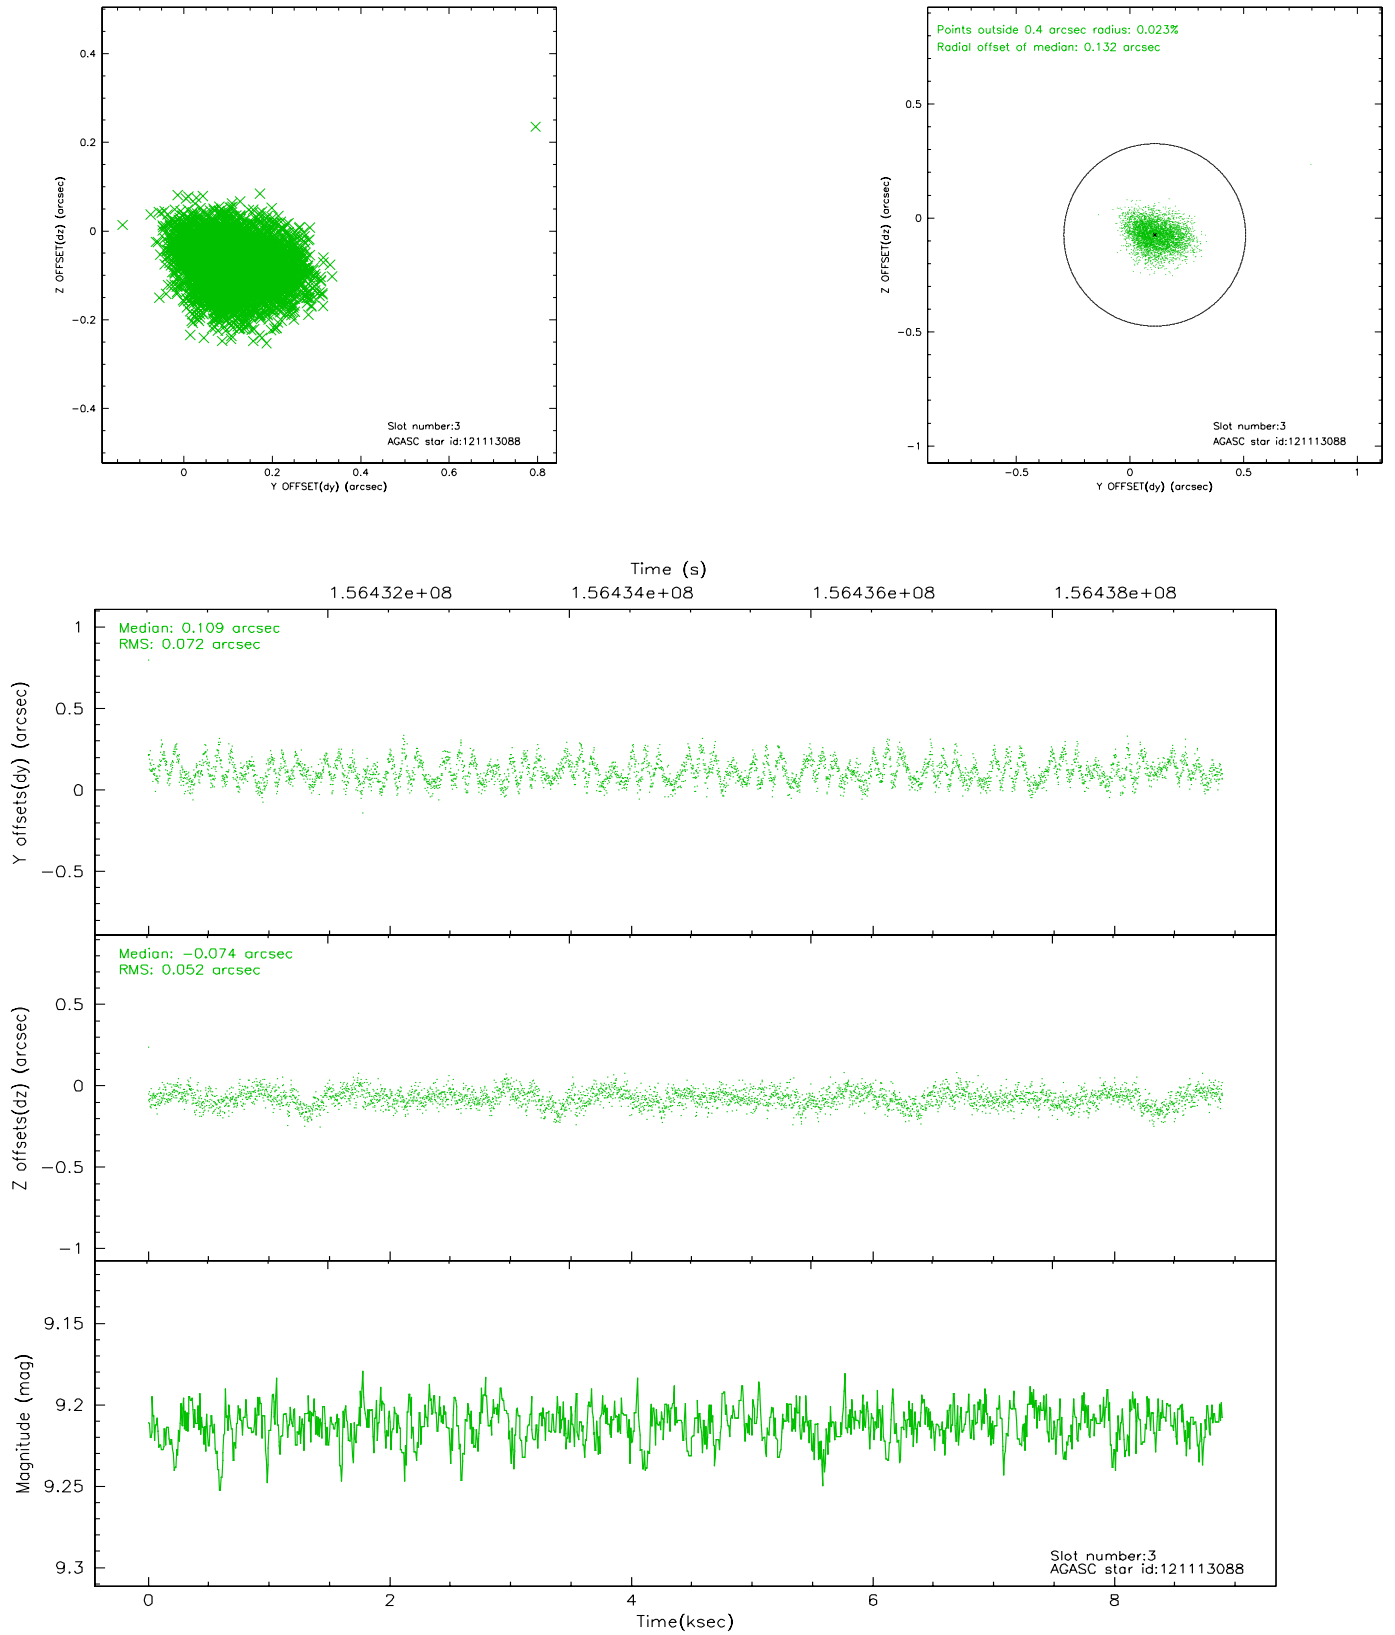 0.4
0.2
0
−0.2
−0.4
Z OFFSET(dz) (arcsec)
Slot number:3
AGASC star id:121113088
0 0.2 0.4 0.6 0.8
Y OFFSET(dy) (arcsec)
Points outside 0.4 arcsec radius: 0.023%
Radial offset of median: 0.132 arcsec
0.5
0
−0.5
−1
Z OFFSET(dz) (arcsec)
Slot number:3
AGASC star id:121113088
−0.5 0 0.5 1
Y OFFSET(dy) (arcsec)
Time (s)
1.56432e+08 1.56434e+08 1.56436e+08 1.56438e+08
Median: 0.109 arcsec
RMS: 0.072 arcsec
1
0.5
0
−0.5
Y offsets(dy) (arcsec)
Median: −0.074 arcsec
RMS: 0.052 arcsec
0.5
0
−0.5
−1
Z offsets(dz) (arcsec)
9.15
9.2
9.25
9.3
Magnitude (mag)
Slot number:3
AGASC star id:121113088
0 2 4 6 8
Time(ksec)